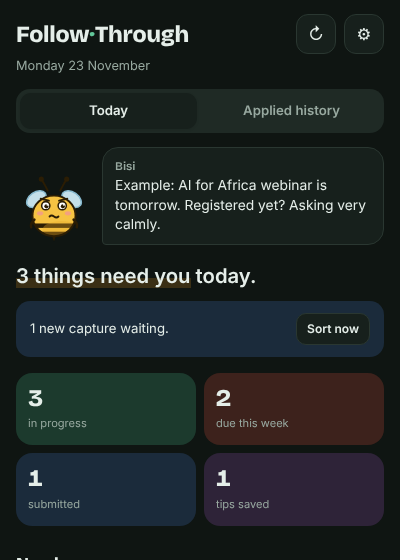 Follow·Through
Monday 23 November
Today
Applied history
Bisi
Example: AI for Africa webinar is
tomorrow. Registered yet? Asking very
calmly.
3 things need you today.
1 new capture waiting.
Sort now
3
in progress
2
due this week
1
submitted
1
tips saved